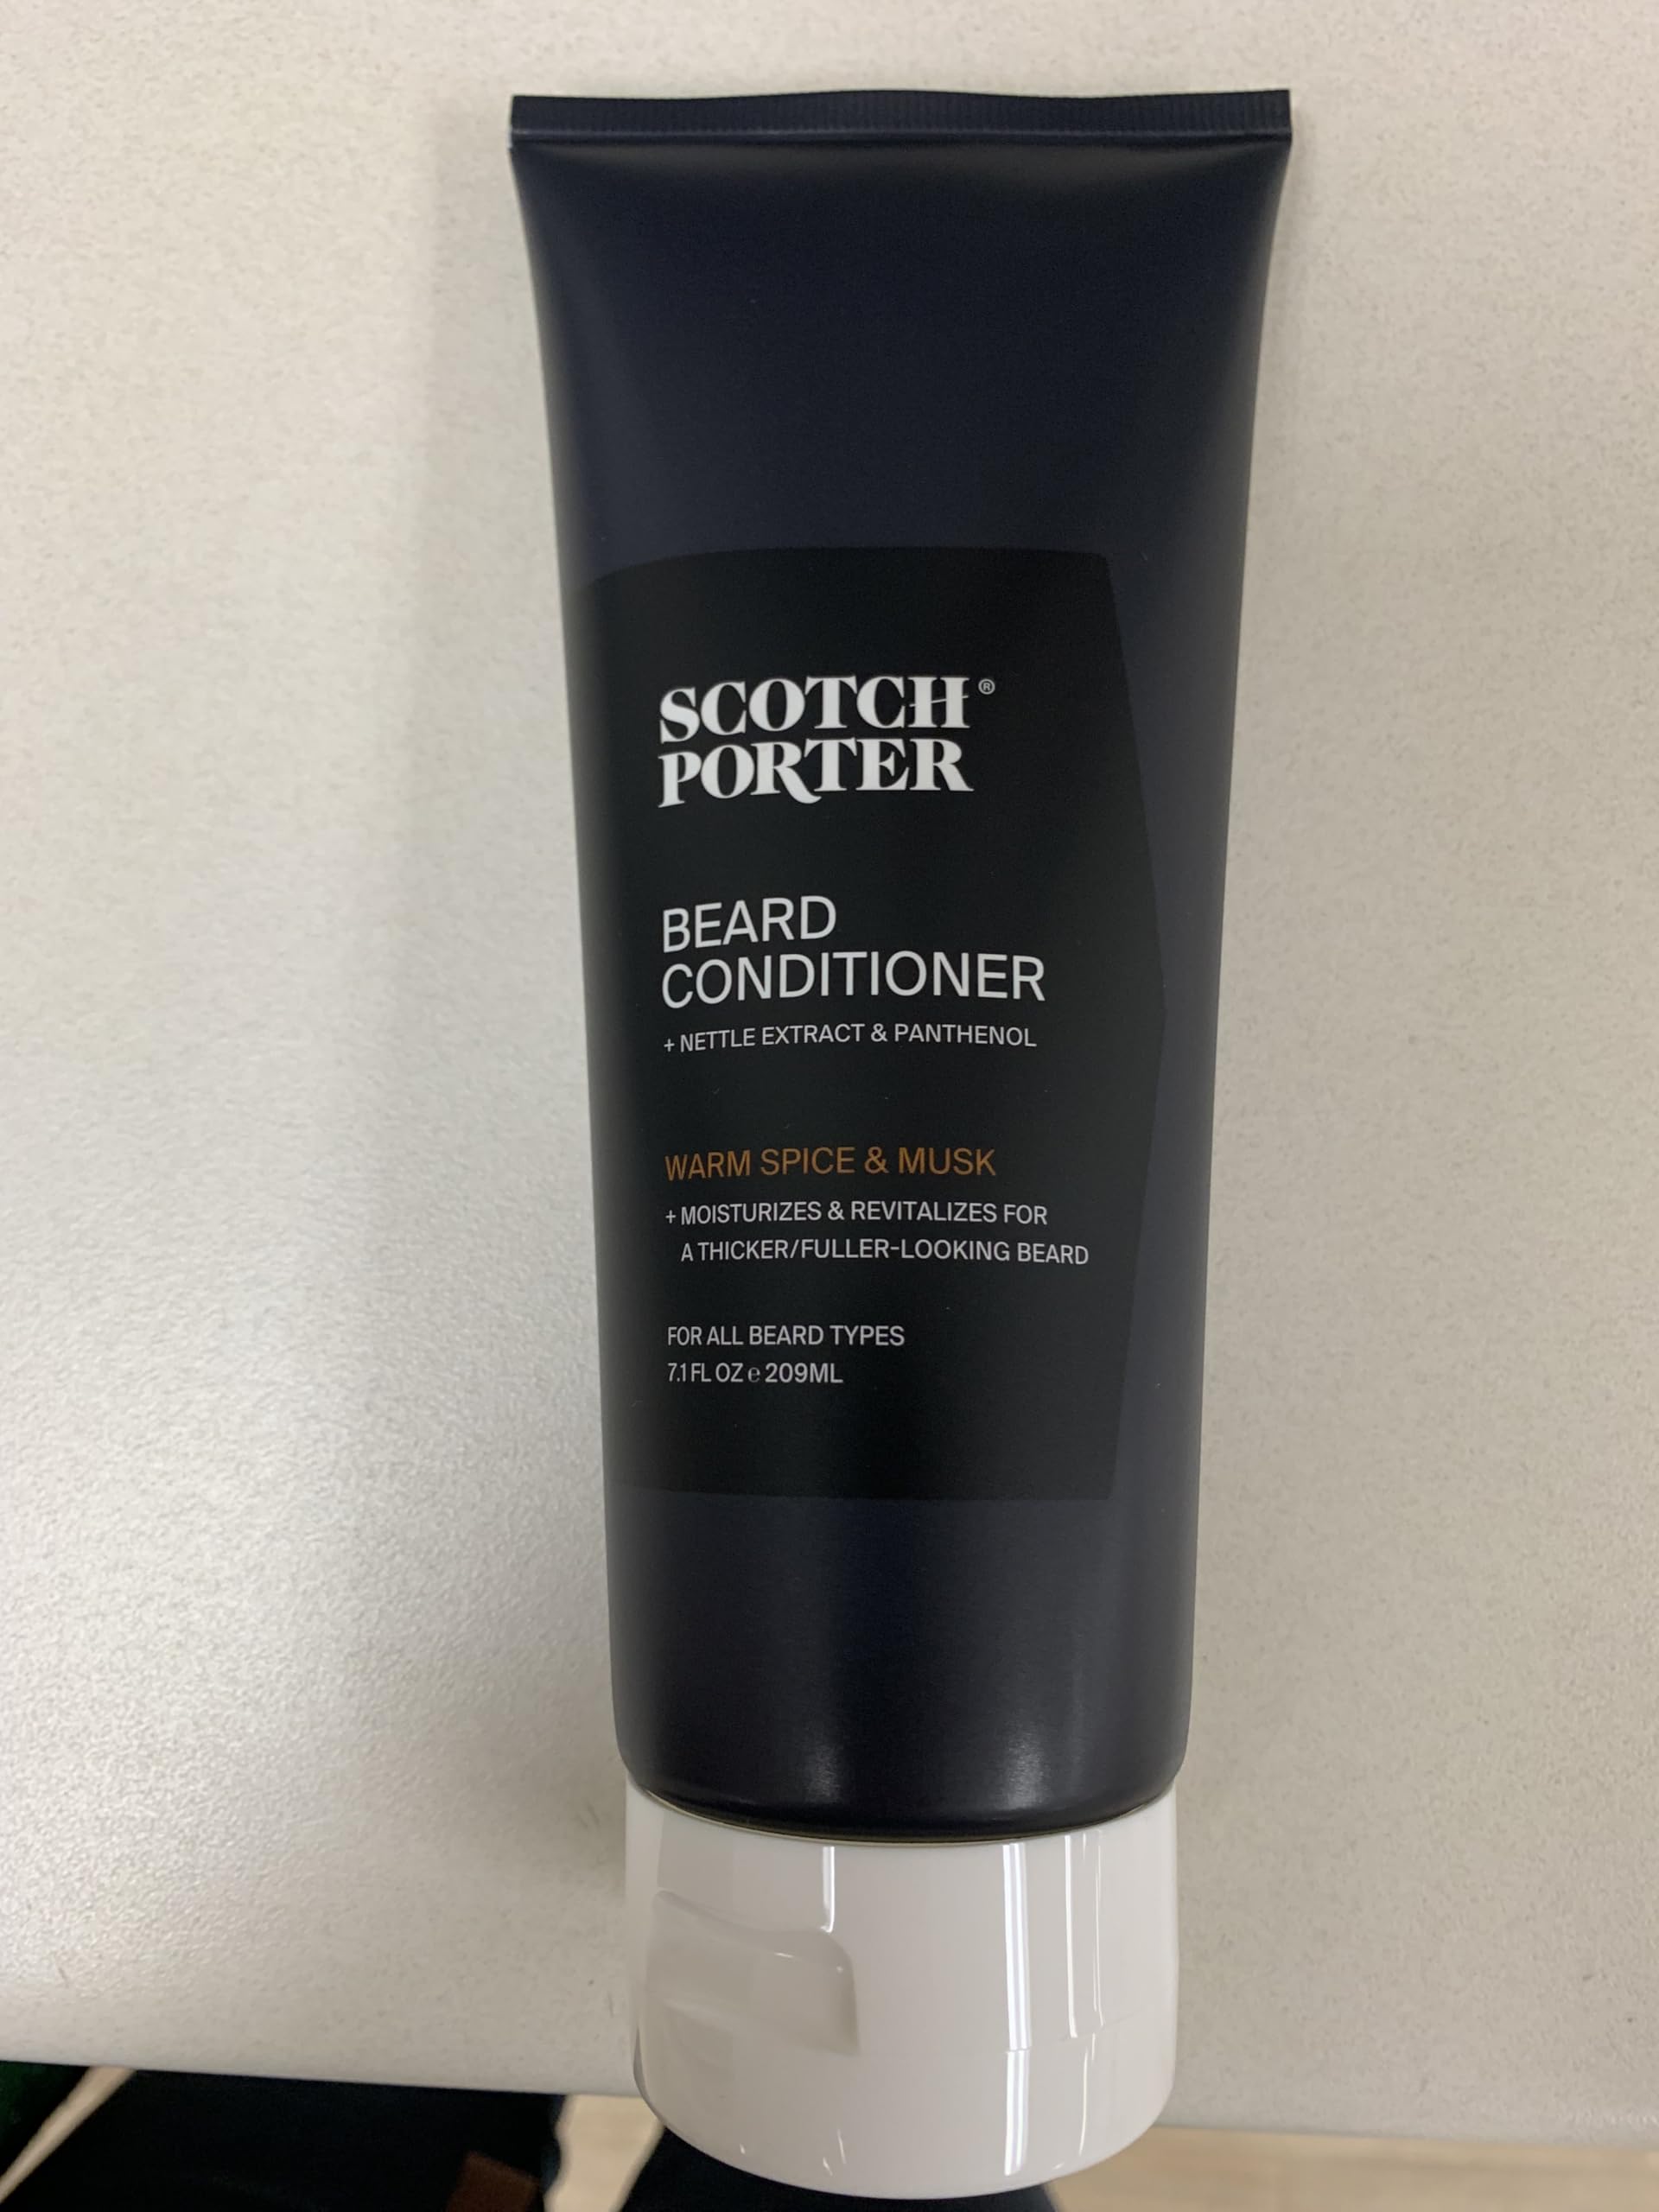 SCOTCH®
PORTER
BEARD
CONDITIONER
+ NETTLE EXTRACT & PANTHENOL
WARM SPICE & MUSK
+ MOISTURIZES & REVITALIZES FOR
A THICKER/FULLER-LOOKING BEARD
FOR ALL BEARD TYPES
7.1 FL OZ ℮ 209ML